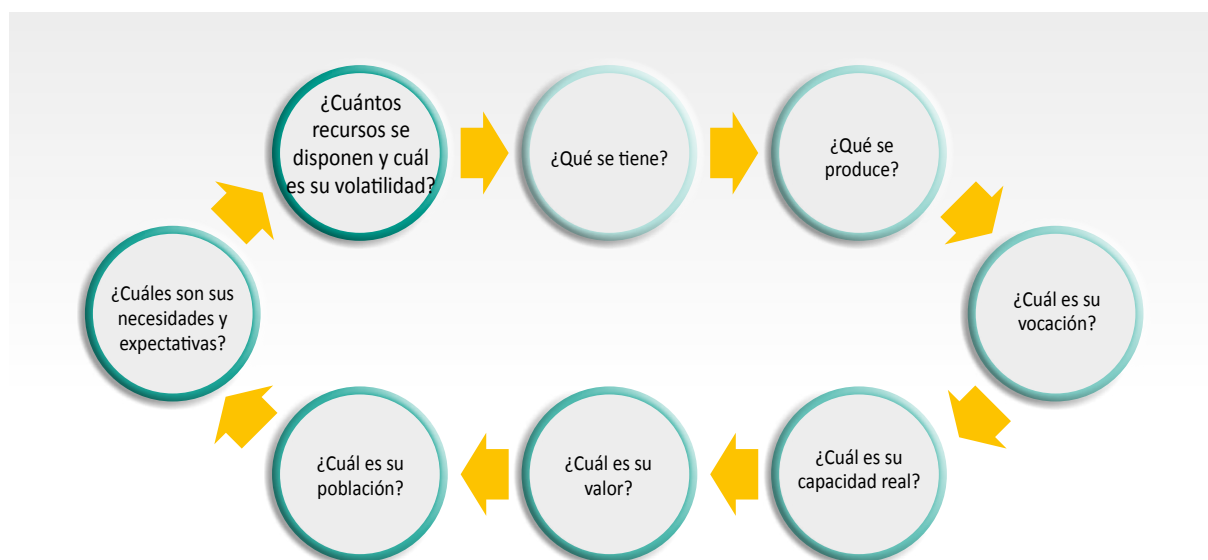 ¿Cuántos
recursos se
disponen y cuál
es su volatilidad?
¿Qué se tiene?
¿Qué se
produce?
¿Cuál es su
vocación?
¿Cuál es su
capacidad real?
¿Cuál es su
valor?
¿Cuál es su
población?
¿Cuáles son sus
necesidades y
expectativas?